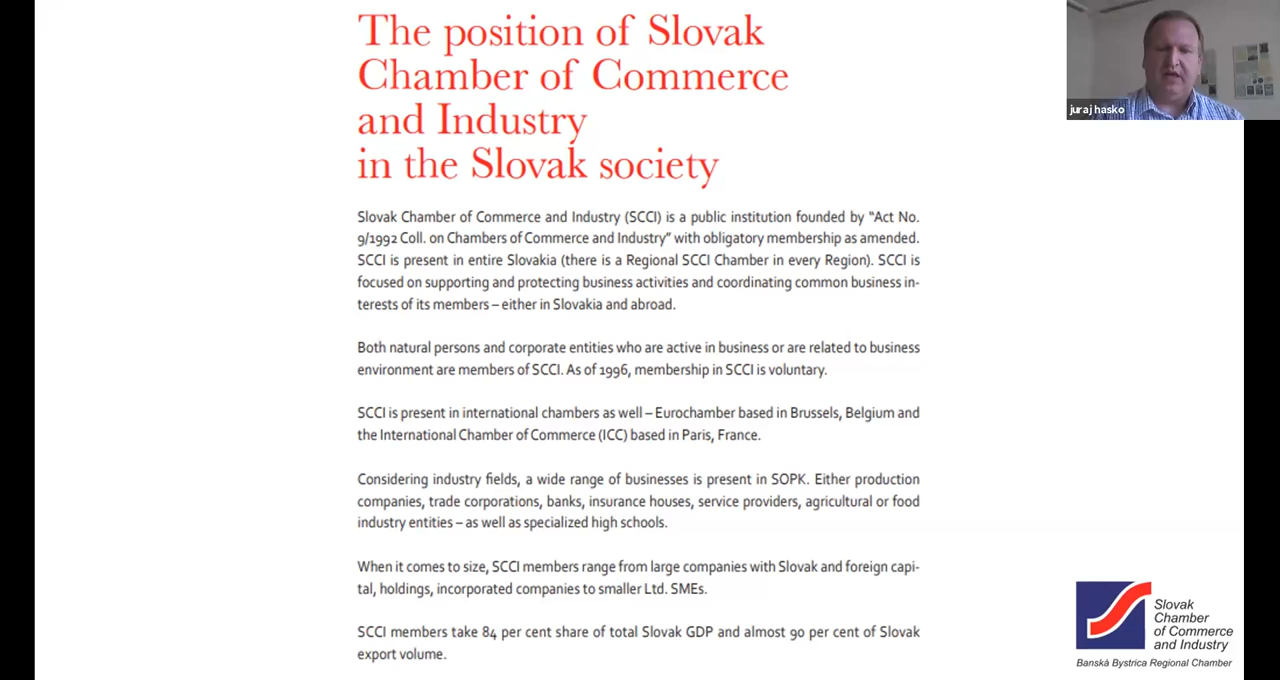 The position of Slovak
Chamber of Commerce
and Industry
in the Slovak society
juraj hasko
Slovak Chamber of Commerce and Industry (SCCI) is a public institution founded by “Act No.
9/1992 Coll. on Chambers of Commerce and Industry” with obligatory membership as amended.
SCCI is present in entire Slovakia (there is a Regional SCCI Chamber in every Region). SCCI is
focused on supporting and protecting business activities and coordinating common business in-
terests of its members – either in Slovakia and abroad.
Both natural persons and corporate entities who are active in business or are related to business
environment are members of SCCI. As of 1996, membership in SCCI is voluntary.
SCCI is present in international chambers as well – Eurochamber based in Brussels, Belgium and
the International Chamber of Commerce (ICC) based in Paris, France.
Considering industry fields, a wide range of businesses is present in SOPK. Either production
companies, trade corporations, banks, insurance houses, service providers, agricultural or food
industry entities – as well as specialized high schools.
When it comes to size, SCCI members range from large companies with Slovak and foreign capi-
tal, holdings, incorporated companies to smaller Ltd. SMEs.
SCCI members take 84 per cent share of total Slovak GDP and almost 90 per cent of Slovak
export volume.
Slovak
Chamber
of Commerce
and Industry
Banská Bystrica Regional Chamber